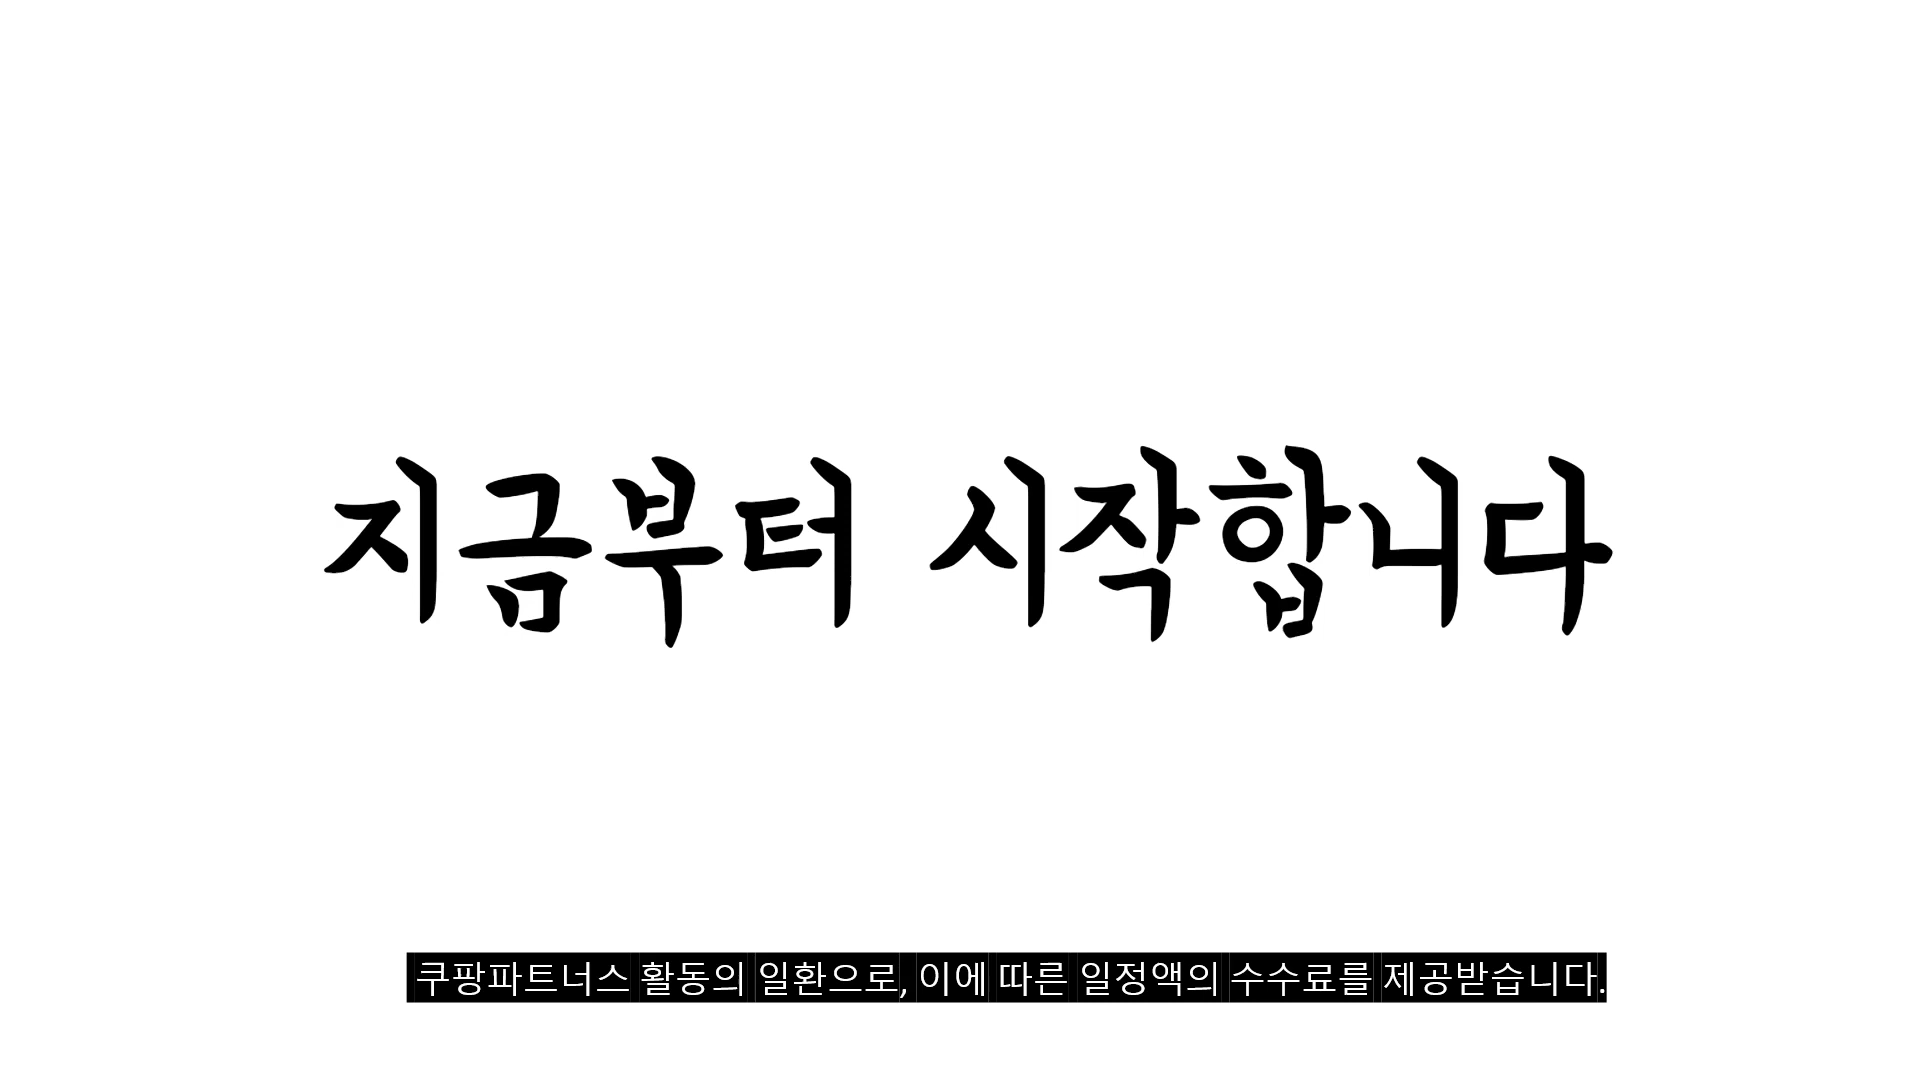 지금부터 시작합니다
쿠팡파트너스 활동의 일환으로, 이에 따른 일정액의 수수료를 제공받습니다.